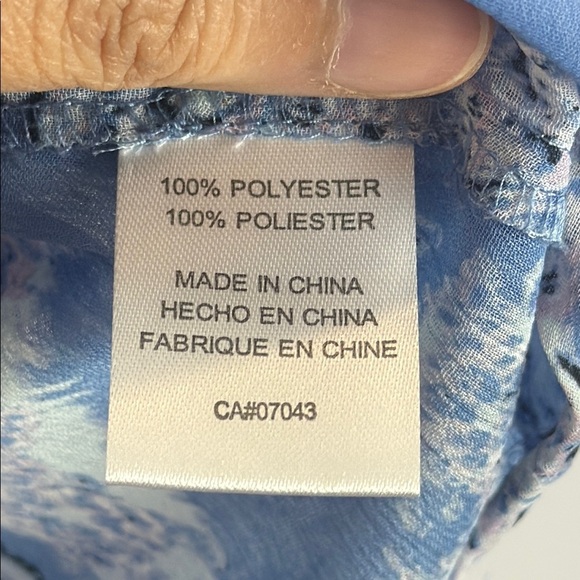 100% POLYESTER
100% POLIESTER
MADE IN CHINA
HECHO EN CHINA
FABRIQUE EN CHINE
CA#07043